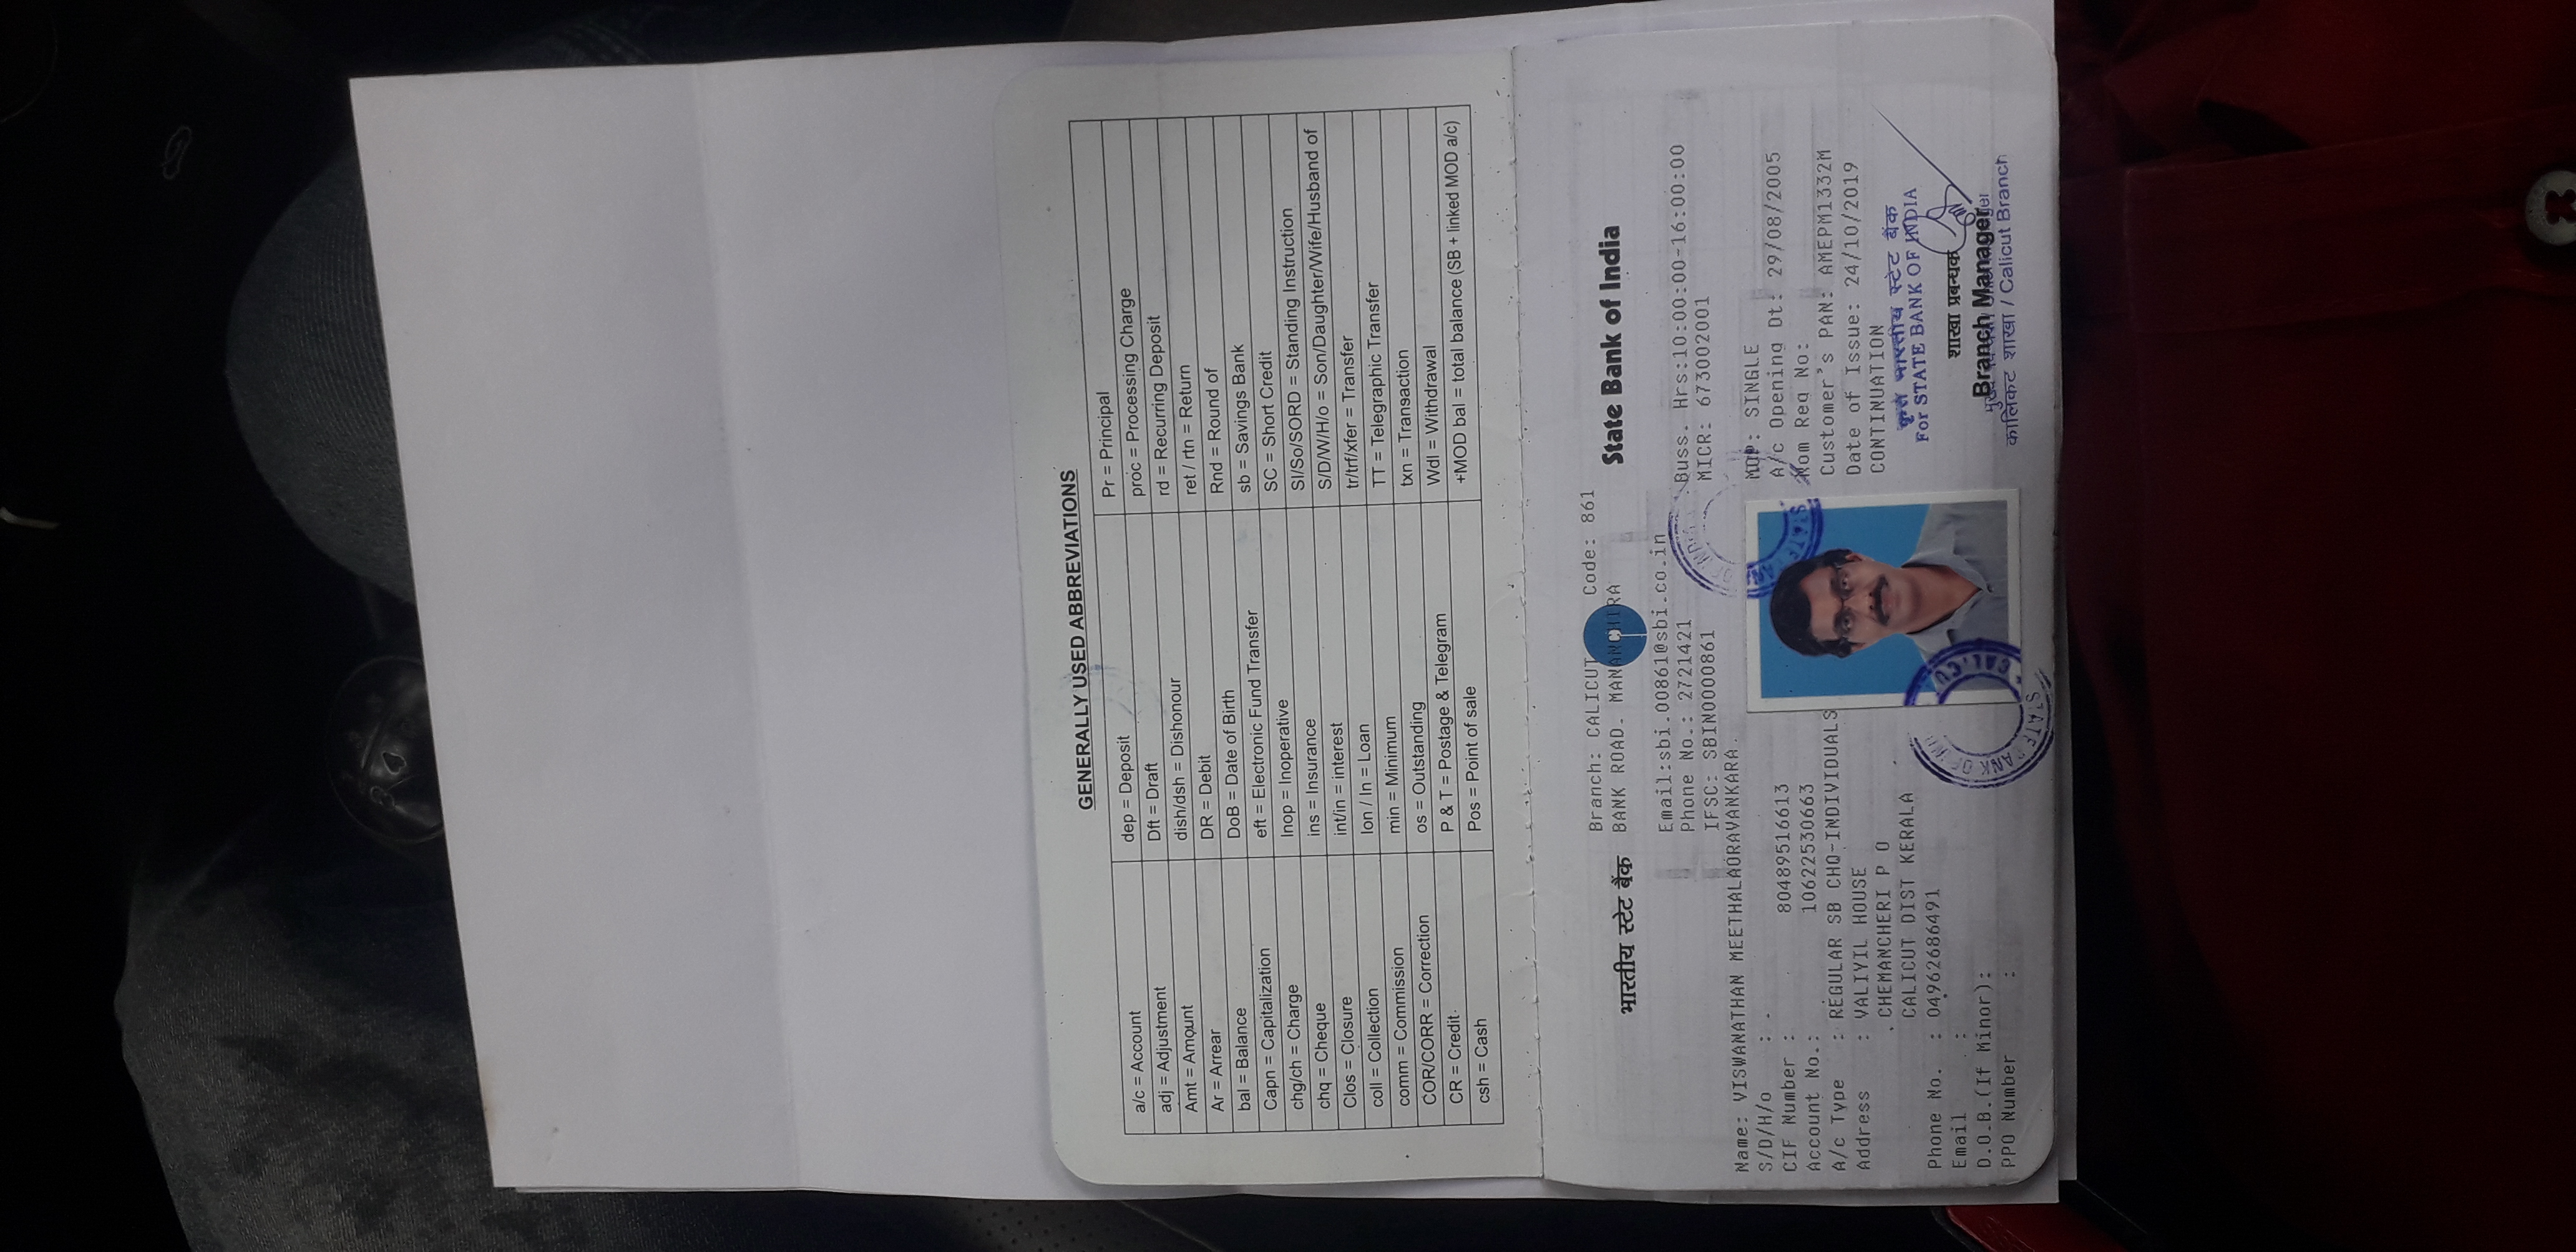 GENERALLY USED ABBREVIATIONS
a/c = Account
adj = Adjustment
Amt = Amount
Ar = Arrear
bal = Balance
Capn = Capitalization
chg/ch = Charge
chq = Cheque
Clos = Closure
coll = Collection
comm = Commission
COR/CORR = Correction
CR = Credit
csh = Cash
dep = Deposit
Dft = Draft
dish/dsh = Dishonour
DR = Debit
DoB = Date of Birth
eft = Electronic Fund Transfer
Inop = Inoperative
ins = Insurance
int/in = interest
lon / ln = Loan
min = Minimum
os = Outstanding
P & T = Postage & Telegram
Pos = Point of sale
Pr = Principal
proc = Processing Charge
rd = Recurring Deposit
ret / rtn = Return
Rnd = Round of
sb = Savings Bank
SC = Short Credit
SI/So/SORD = Standing Instruction
S/D/W/H/o = Son/Daughter/Wife/Husband of
tr/trf/xfer = Transfer
TT = Telegraphic Transfer
txn = Transaction
Wdl = Withdrawal
+MOD bal = total balance (SB + linked MOD a/c)
Branch: CALICUT Code: 861
भारतीय स्टेट बैंक BANK ROAD. MANANCHIRA State Bank of India
Email:sbi.00861@sbi.co.in
Phone No.: 2721421 Buss. Hrs:10:00:00-16:00:00
IFSC: SBIN0000861 MICR: 673002001
Name: VISWANATHAN MEETHALAORAVANKARA.
S/D/H/o : . MOP: SINGLE
CIF Number : 80489516613 A/c Opening Dt: 29/08/2005
Account No.: 10622530663 Nom Reg No:
A/c Type : REGULAR SB CHQ-INDIVIDUALS Customer's PAN: AMEPM1332M
Address : VALIYIL HOUSE Date of Issue: 24/10/2019
CHEMANCHERI P O CONTINUATION
CALICUT DIST KERALA
कृते भारतीय स्टेट बैंक
For STATE BANK OF INDIA
Phone No. : 04962686491
Email :
शाखा प्रबन्धक
D.O.B.(If Minor):
Branch Manager
PPO Number :
कालिकट शाखा / Calicut Branch